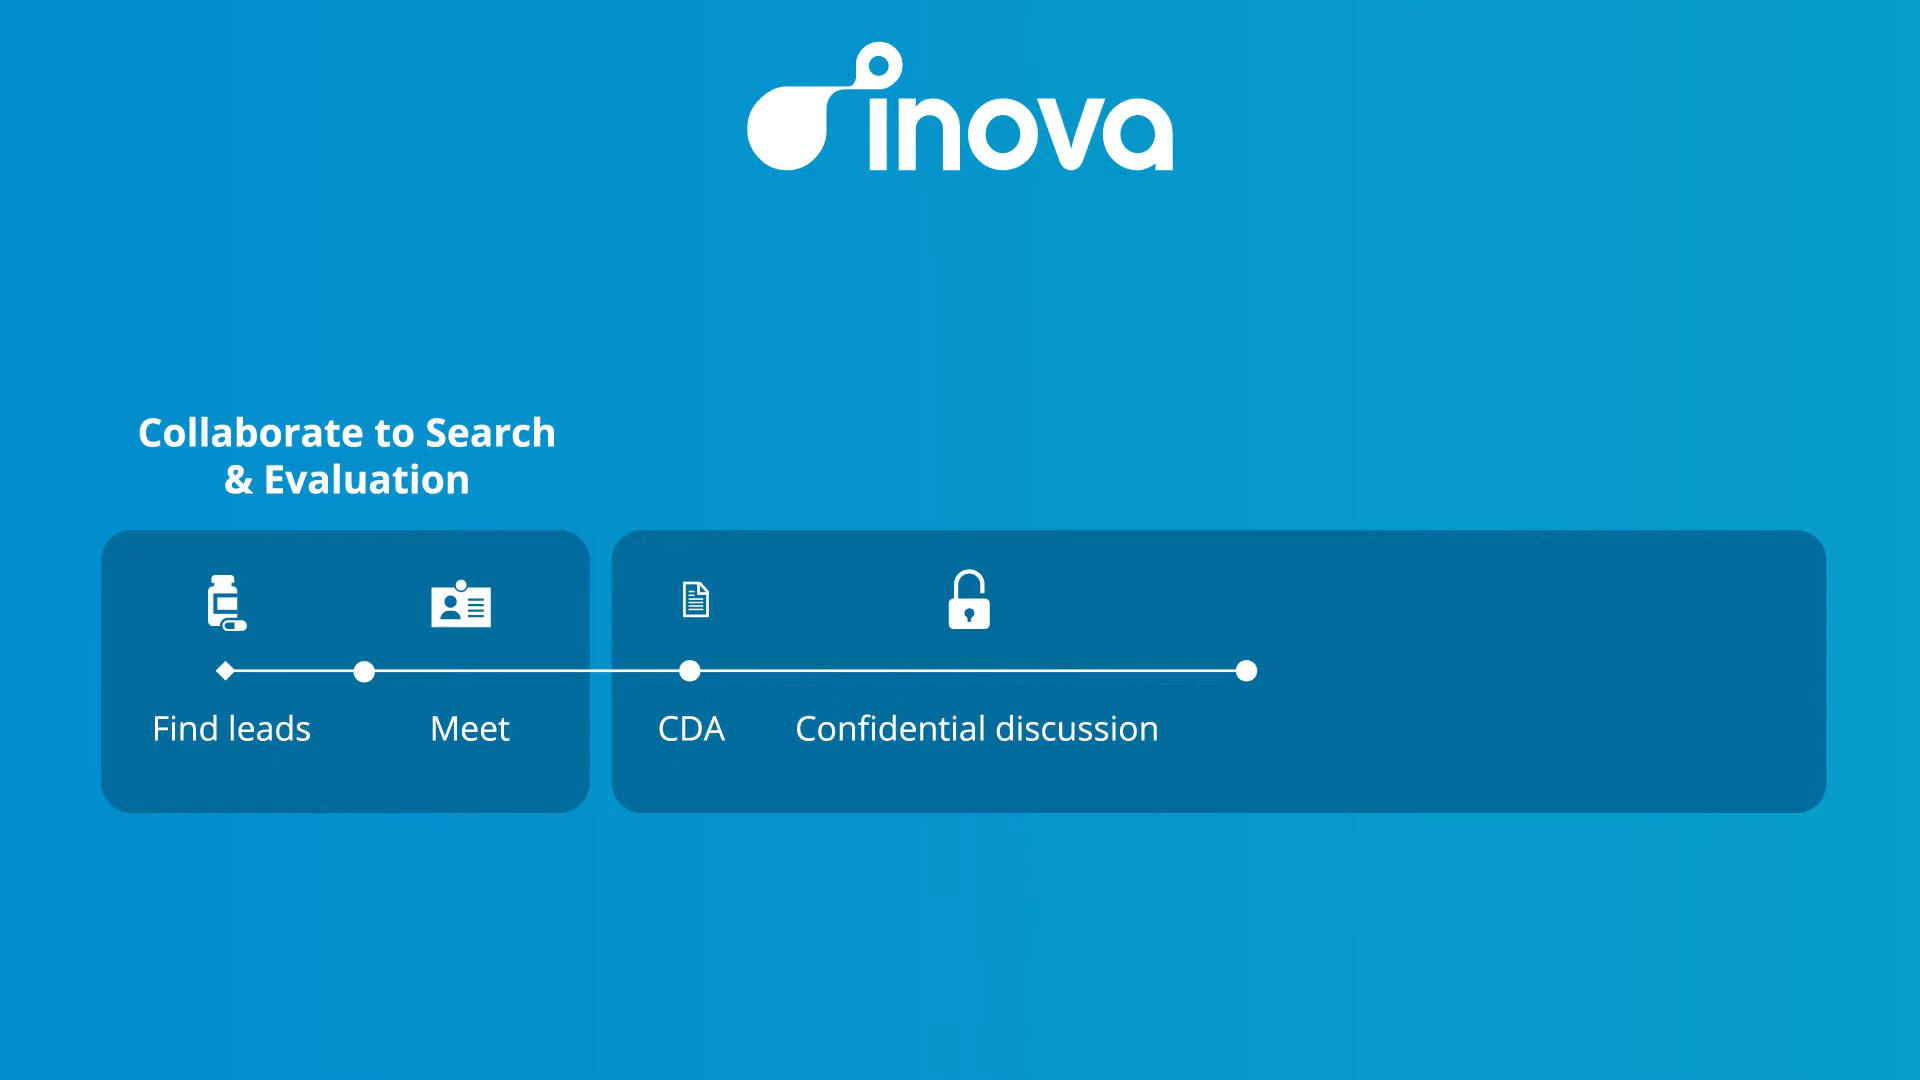 inova
Collaborate to Search
& Evaluation
Find leads
Meet
CDA
Confidential discussion